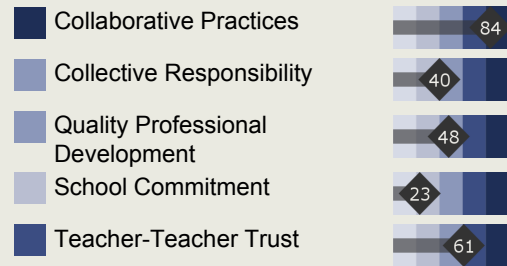 Collaborative Practices 84
Collective Responsibility 40
Quality Professional
Development 48
School Commitment 23
Teacher-Teacher Trust 61